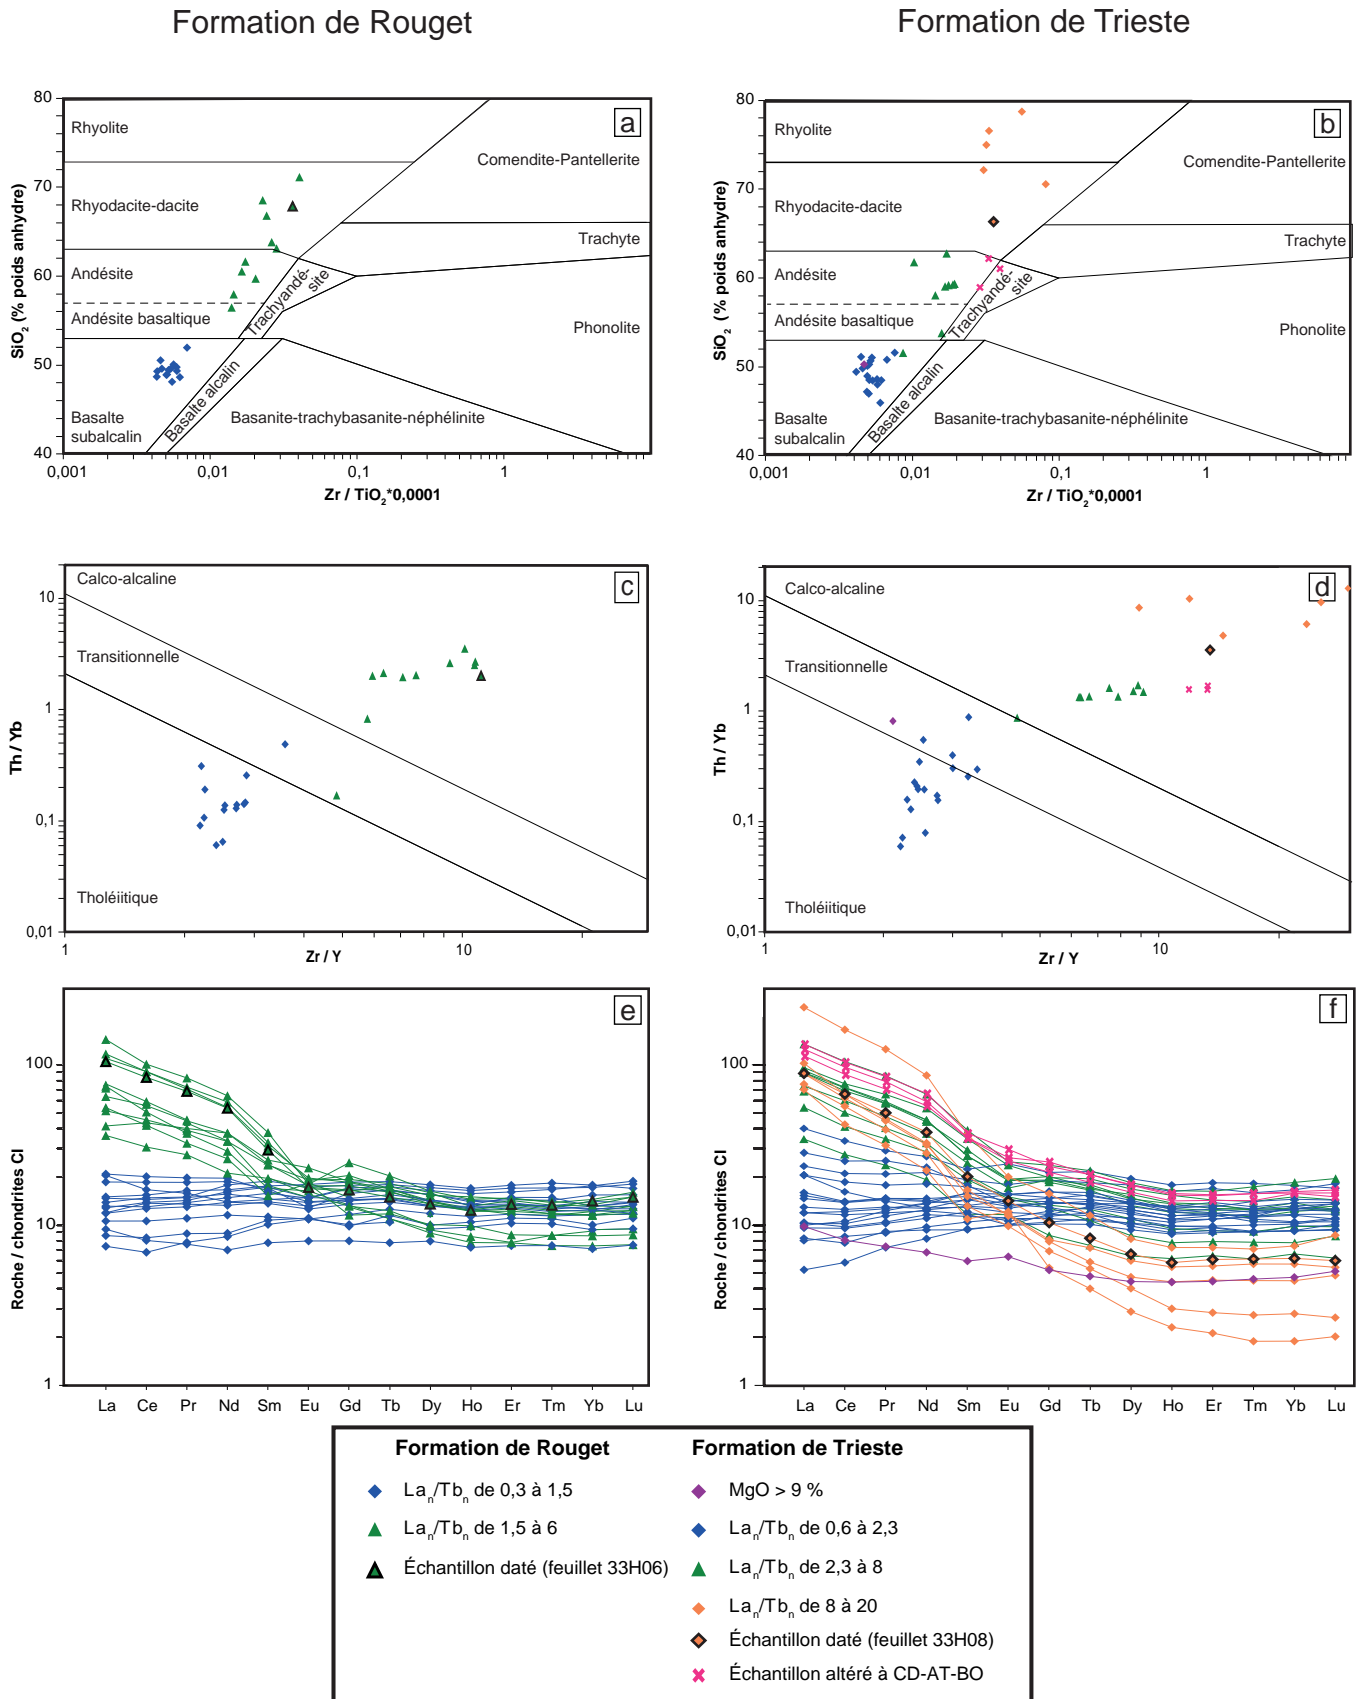 Formation de Rouget
Formation de Trieste
a
80
70
60
50
40
SiO2 (% poids anhydre)
Rhyolite
Comendite-Pantellerite
Rhyodacite-dacite
Trachyte
Andésite
Trachyandé-
site
Andésite basaltique
Phonolite
Basalte
subalcalin
Basalte alcalin
Basanite-trachybasanite-néphélinite
0,001
0,01
0,1
1
Zr / TiO2*0,0001
b
80
70
60
50
40
SiO2 (% poids anhydre)
Rhyolite
Comendite-Pantellerite
Rhyodacite-dacite
Trachyte
Andésite
Trachyandé-
site
Andésite basaltique
Phonolite
Basalte
subalcalin
Basalte alcalin
Basanite-trachybasanite-néphélinite
0,001
0,01
0,1
1
Zr / TiO2*0,0001
c
10
1
0,1
0,01
Th / Yb
Calco-alcaline
Transitionnelle
Tholéiitique
1
10
Zr / Y
d
10
1
0,1
0,01
Th / Yb
Calco-alcaline
Transitionnelle
Tholéiitique
1
10
Zr / Y
e
100
10
1
Roche / chondrites CI
La Ce Pr Nd Sm Eu Gd Tb Dy Ho Er Tm Yb Lu
f
100
10
1
Roche / chondrites CI
La Ce Pr Nd Sm Eu Gd Tb Dy Ho Er Tm Yb Lu
Formation de Rouget
Lan/Tbn de 0,3 à 1,5
Lan/Tbn de 1,5 à 6
Échantillon daté (feuillet 33H06)
Formation de Trieste
MgO > 9 %
Lan/Tbn de 0,6 à 2,3
Lan/Tbn de 2,3 à 8
Lan/Tbn de 8 à 20
Échantillon daté (feuillet 33H08)
Échantillon altéré à CD-AT-BO